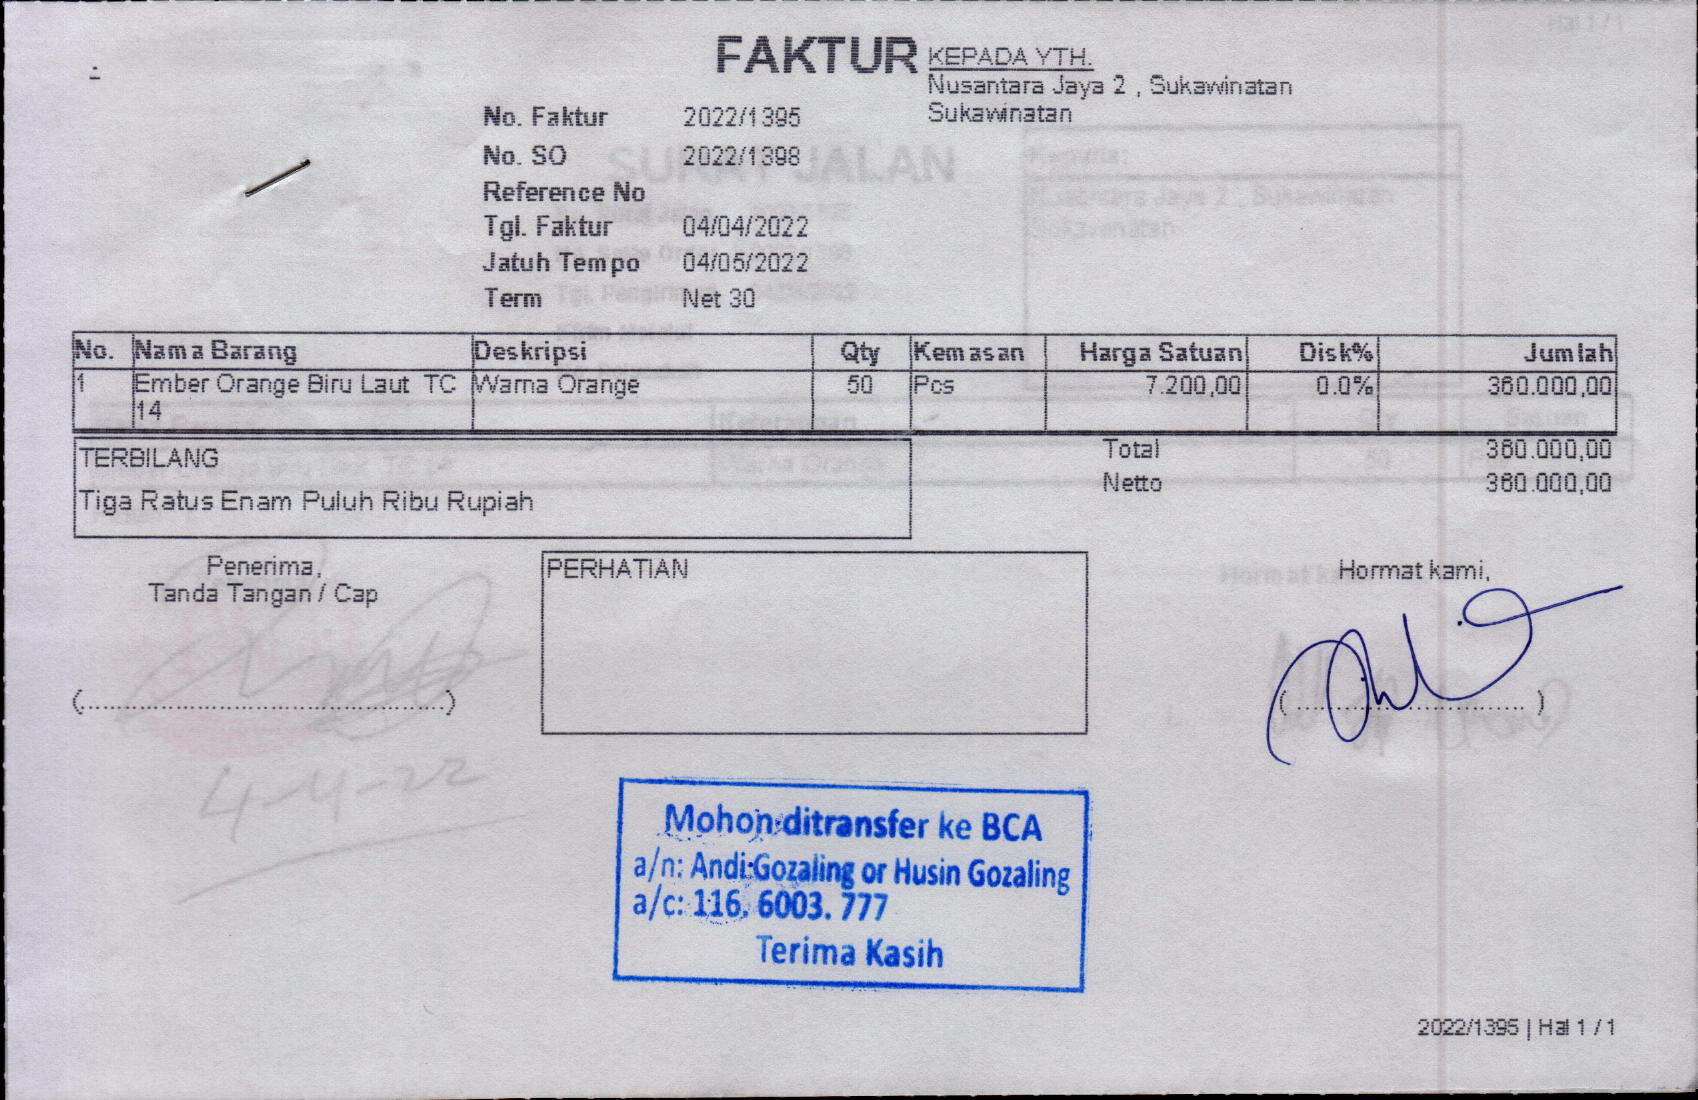 FAKTUR
KEPADA YTH.
Nusantara Jaya 2 , Sukawinatan
Sukawinatan
No. Faktur 2022/1395
No. SO 2022/1398
Reference No
Tgl. Faktur 04/04/2022
Jatuh Tempo 04/05/2022
Term Net 30
No. Nama Barang Deskripsi Qty Kemasan Harga Satuan Disk% Jumlah
1 Ember Orange Biru Laut TC Warna Orange 50 Pcs 7.200,00 0.0% 360.000,00
14
TERBILANG
Tiga Ratus Enam Puluh Ribu Rupiah
Total 360.000,00
Netto 360.000,00
Penerima,
Tanda Tangan / Cap
PERHATIAN
Hormat kami,
4-4-22
Mohon ditransfer ke BCA
a/n: Andi Gozaling or Husin Gozaling
a/c: 116. 6003. 777
Terima Kasih
2022/1395 | Hal 1 / 1
Hal 1 / 1
SURAT JALAN